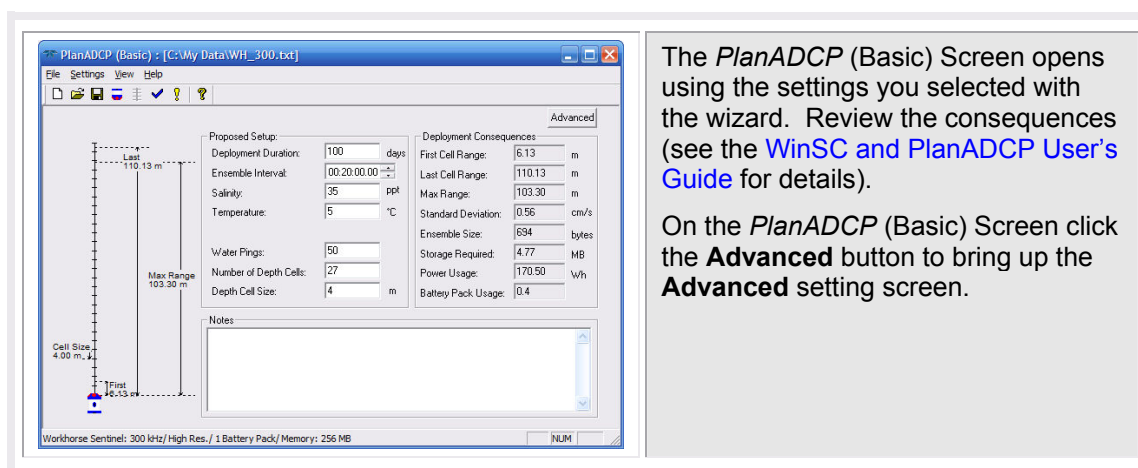 PlanADCP (Basic) : [C:\My Data\WH_300.txt]
File Settings View Help
Advanced
Last
110.13 m
Max Range
103.30 m
Cell Size
4.00 m
First
6.13 m
Proposed Setup:
Deployment Duration: 100 days
Ensemble Interval: 00:20:00.00
Salinity: 35 ppt
Temperature: 5 °C
Water Pings: 50
Number of Depth Cells: 27
Depth Cell Size: 4 m
Deployment Consequences
First Cell Range: 6.13 m
Last Cell Range: 110.13 m
Max Range: 103.30 m
Standard Deviation: 0.56 cm/s
Ensemble Size: 694 bytes
Storage Required: 4.77 MB
Power Usage: 170.50 Wh
Battery Pack Usage: 0.4
Notes
Workhorse Sentinel: 300 kHz/ High Res./ 1 Battery Pack/ Memory: 256 MB
NUM
The PlanADCP (Basic) Screen opens
using the settings you selected with
the wizard. Review the consequences
(see the WinSC and PlanADCP User's
Guide for details).
On the PlanADCP (Basic) Screen click
the Advanced button to bring up the
Advanced setting screen.